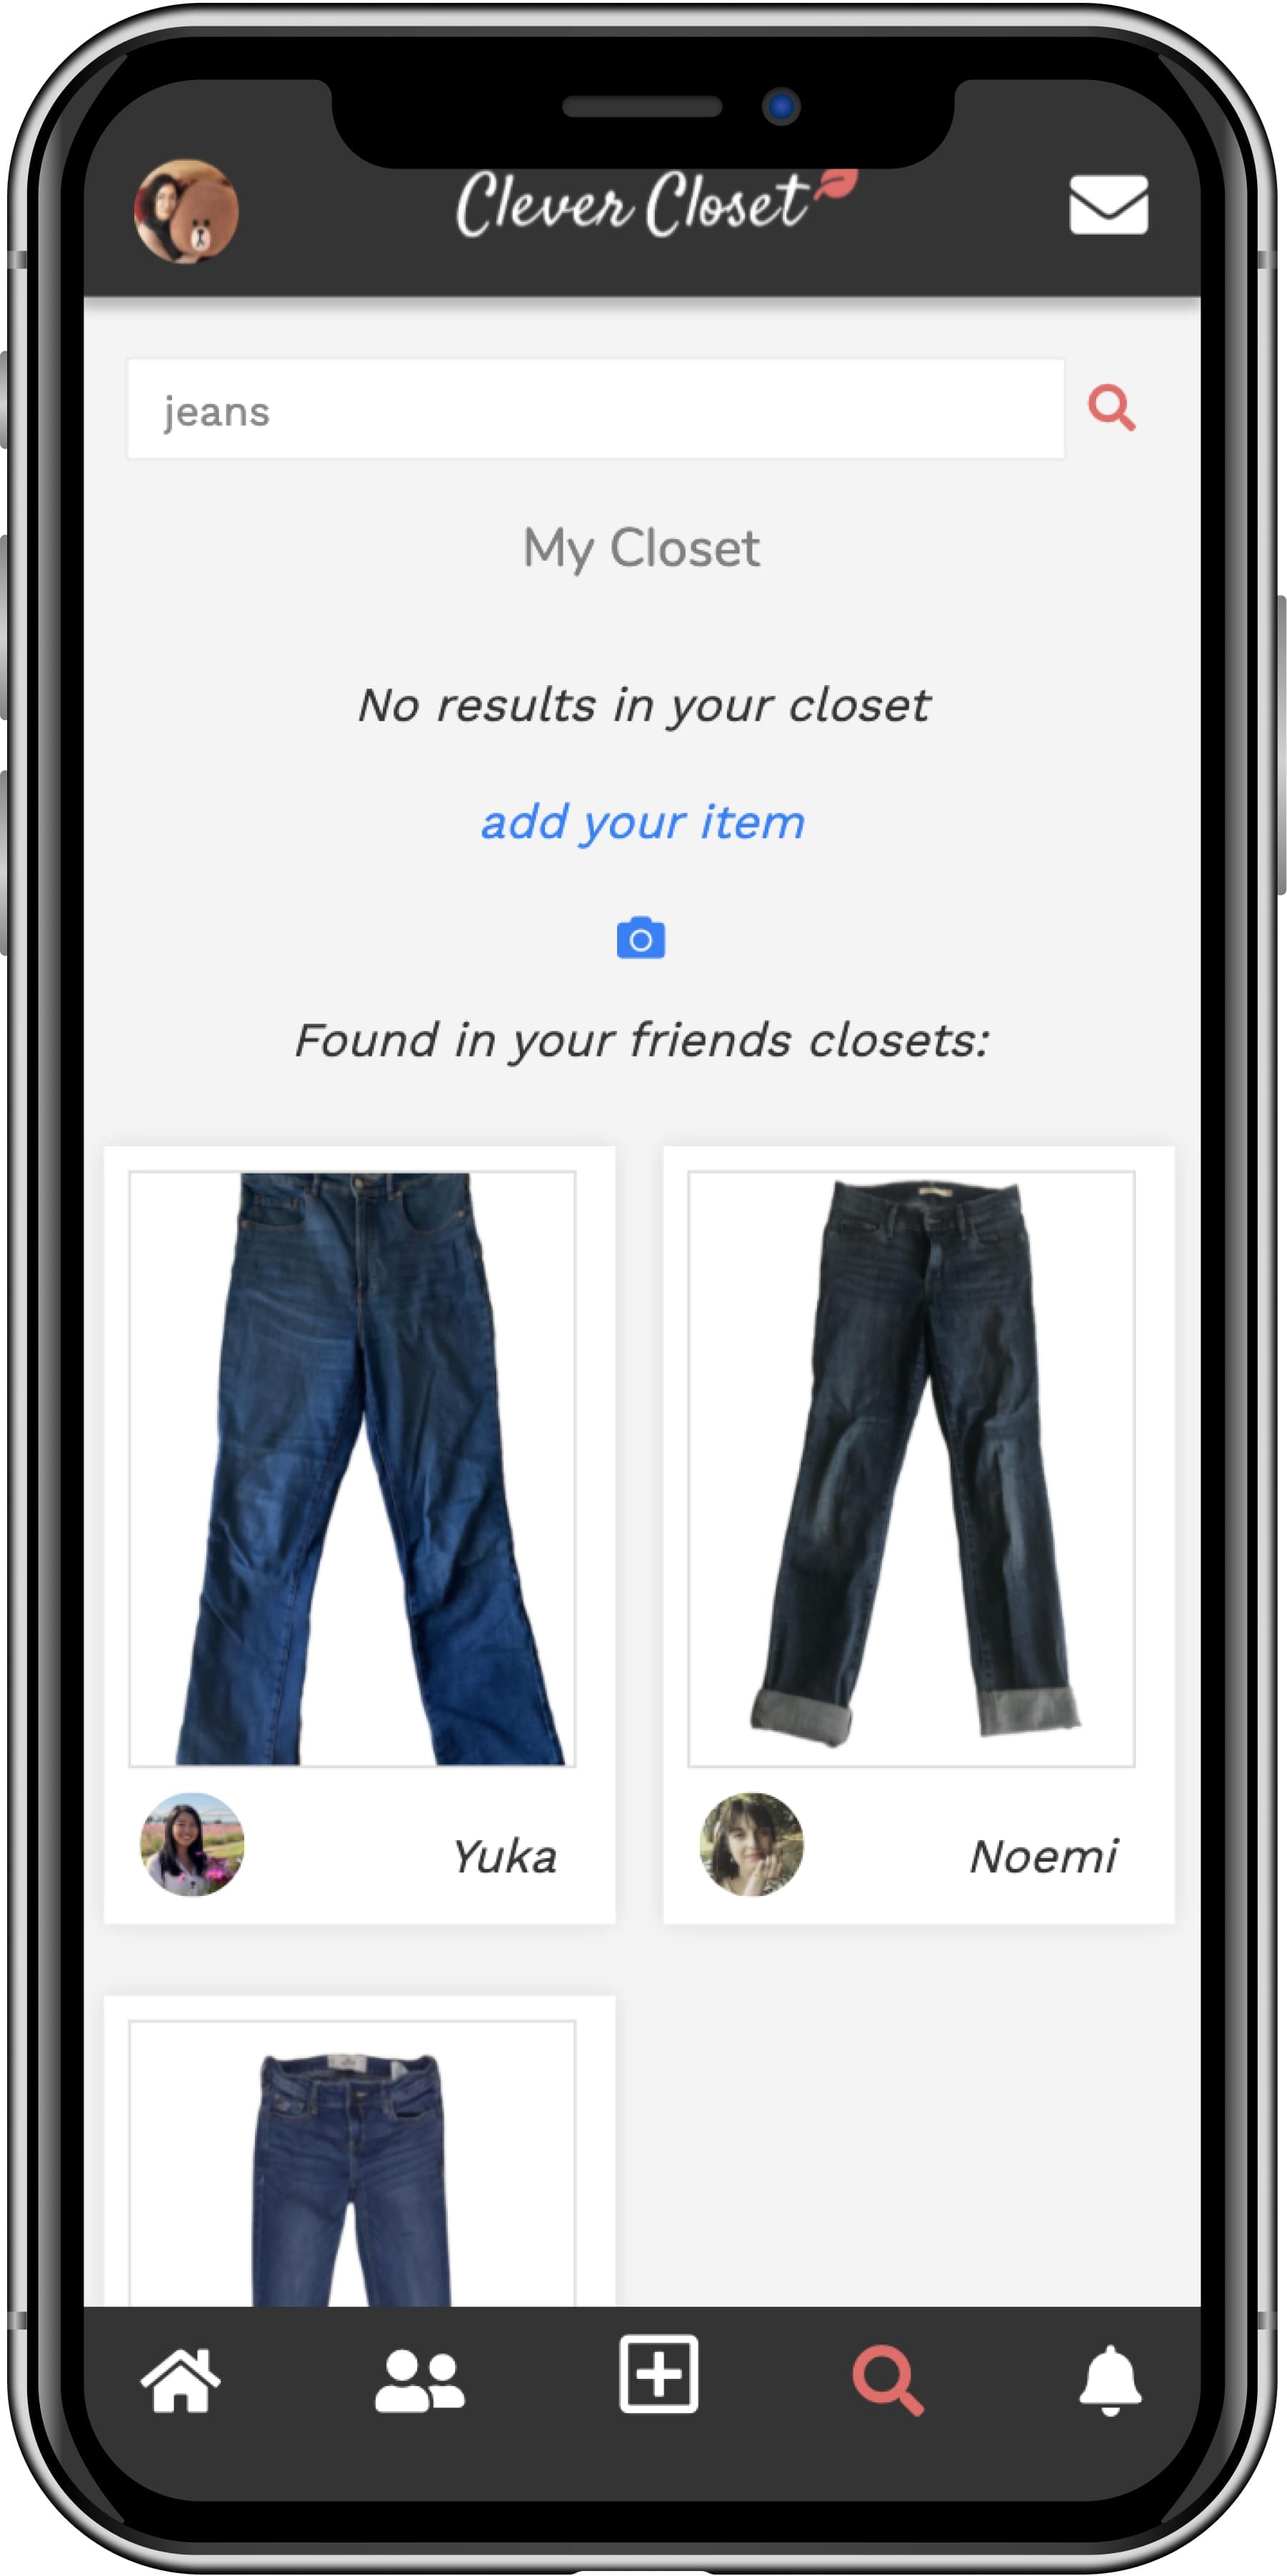 Clever Closet
jeans
My Closet
No results in your closet
add your item
Found in your friends closets:
Yuka
Noemi